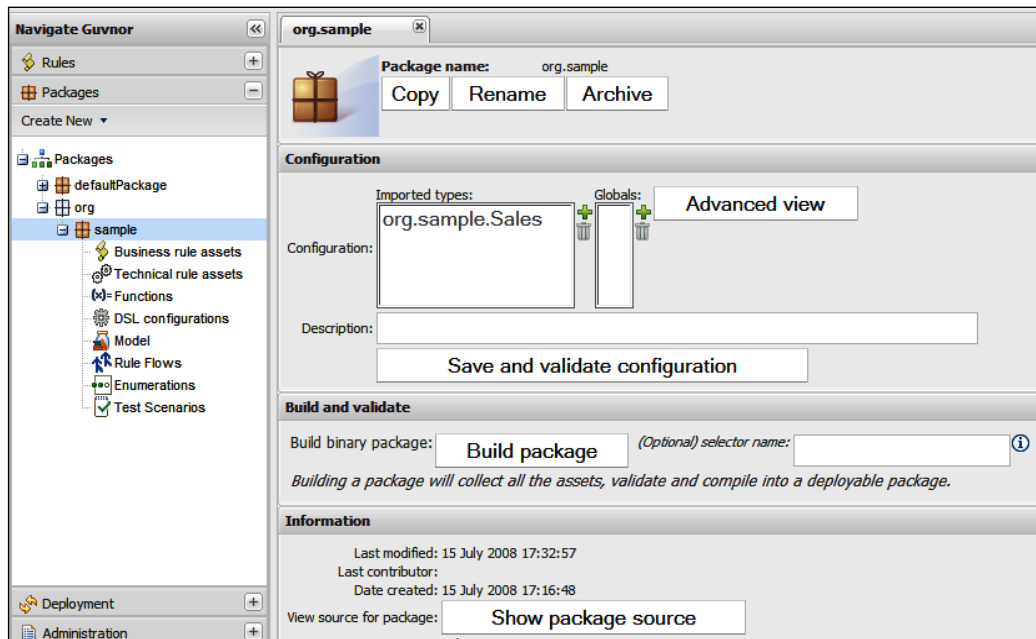 Navigate Guvnor
Rules
Packages
Create New
Packages
defaultPackage
org
sample
Business rule assets
Technical rule assets
(x)= Functions
DSL configurations
Model
Rule Flows
Enumerations
Test Scenarios
Deployment
Administration
org.sample
Package name: org.sample
Copy Rename Archive
Configuration
Imported types: Globals: Advanced view
org.sample.Sales
Configuration:
Description:
Save and validate configuration
Build and validate
Build binary package: Build package (Optional) selector name:
Building a package will collect all the assets, validate and compile into a deployable package.
Information
Last modified: 15 July 2008 17:32:57
Last contributor:
Date created: 15 July 2008 17:16:48
View source for package: Show package source